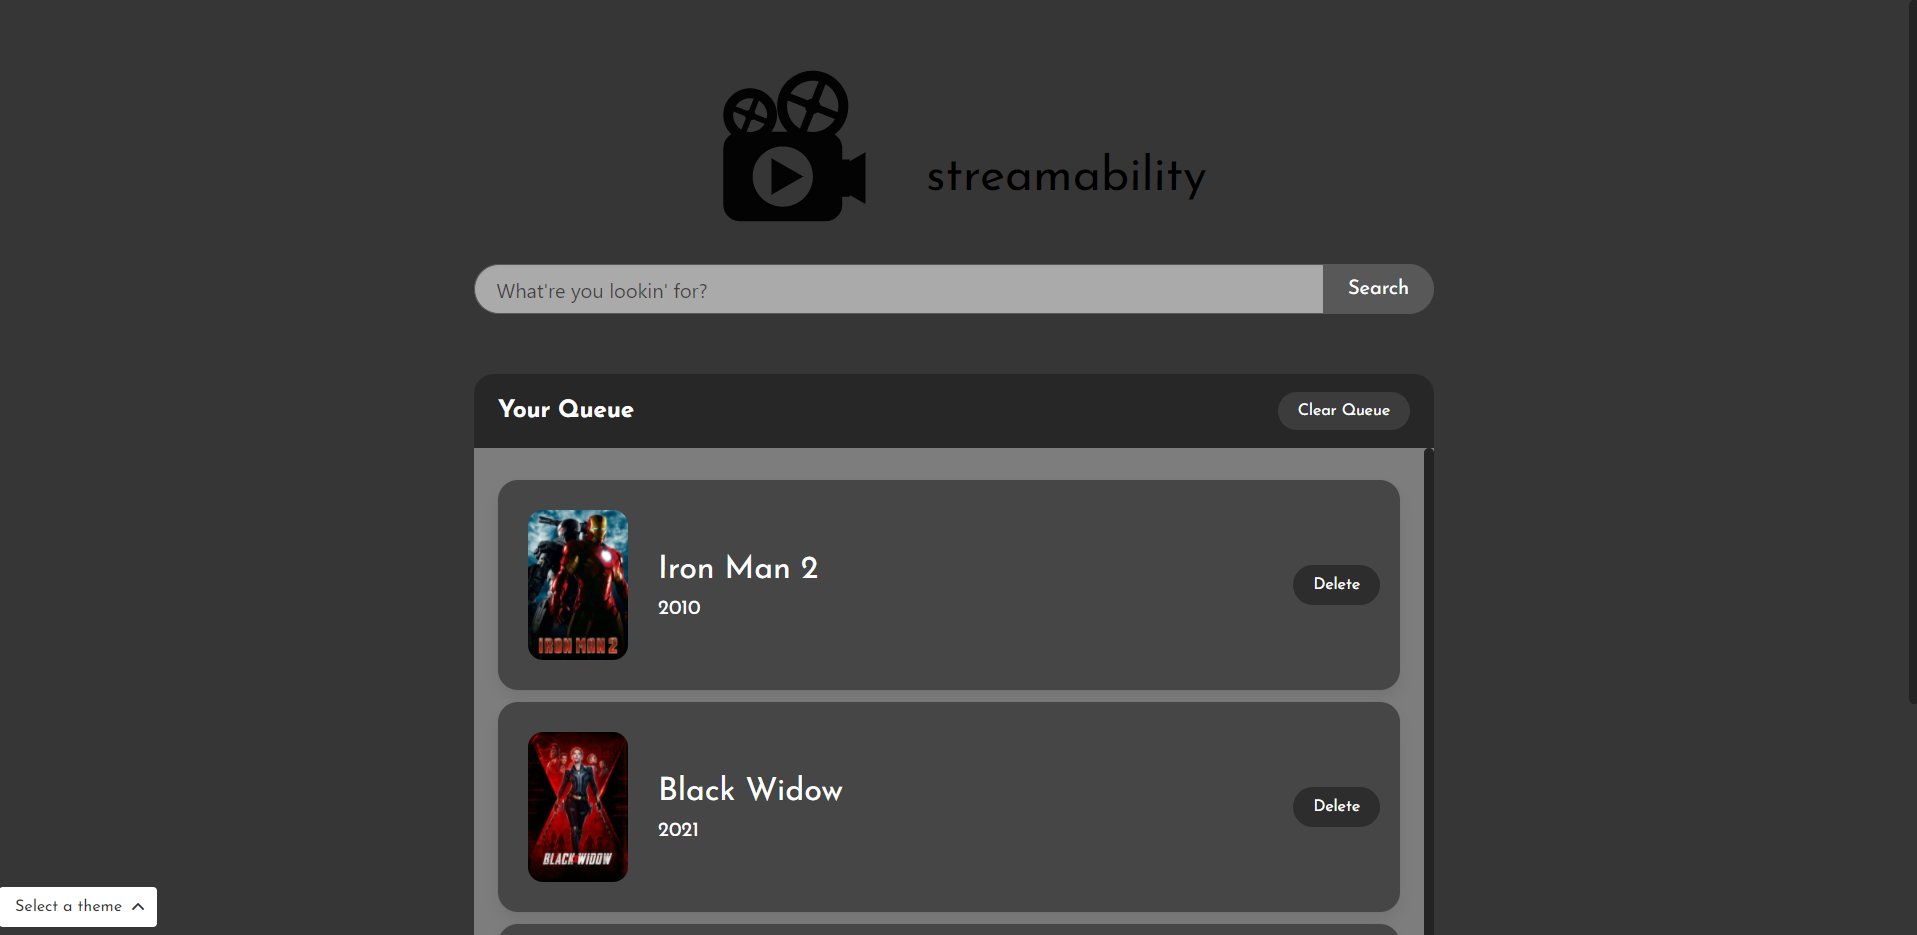 streamability
What're you lookin' for?
Search
Your Queue
Clear Queue
IRON MAN 2
Iron Man 2
2010
Delete
BLACK WIDOW
Black Widow
2021
Delete
Select a theme